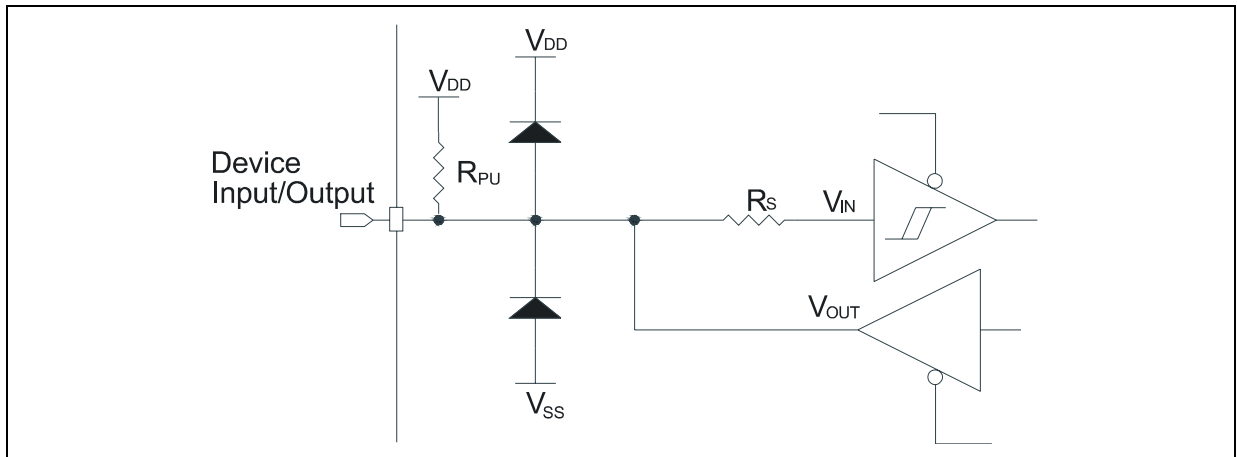 VDD
VDD
Device
Input/Output
RPU
RS
VIN
VOUT
VSS